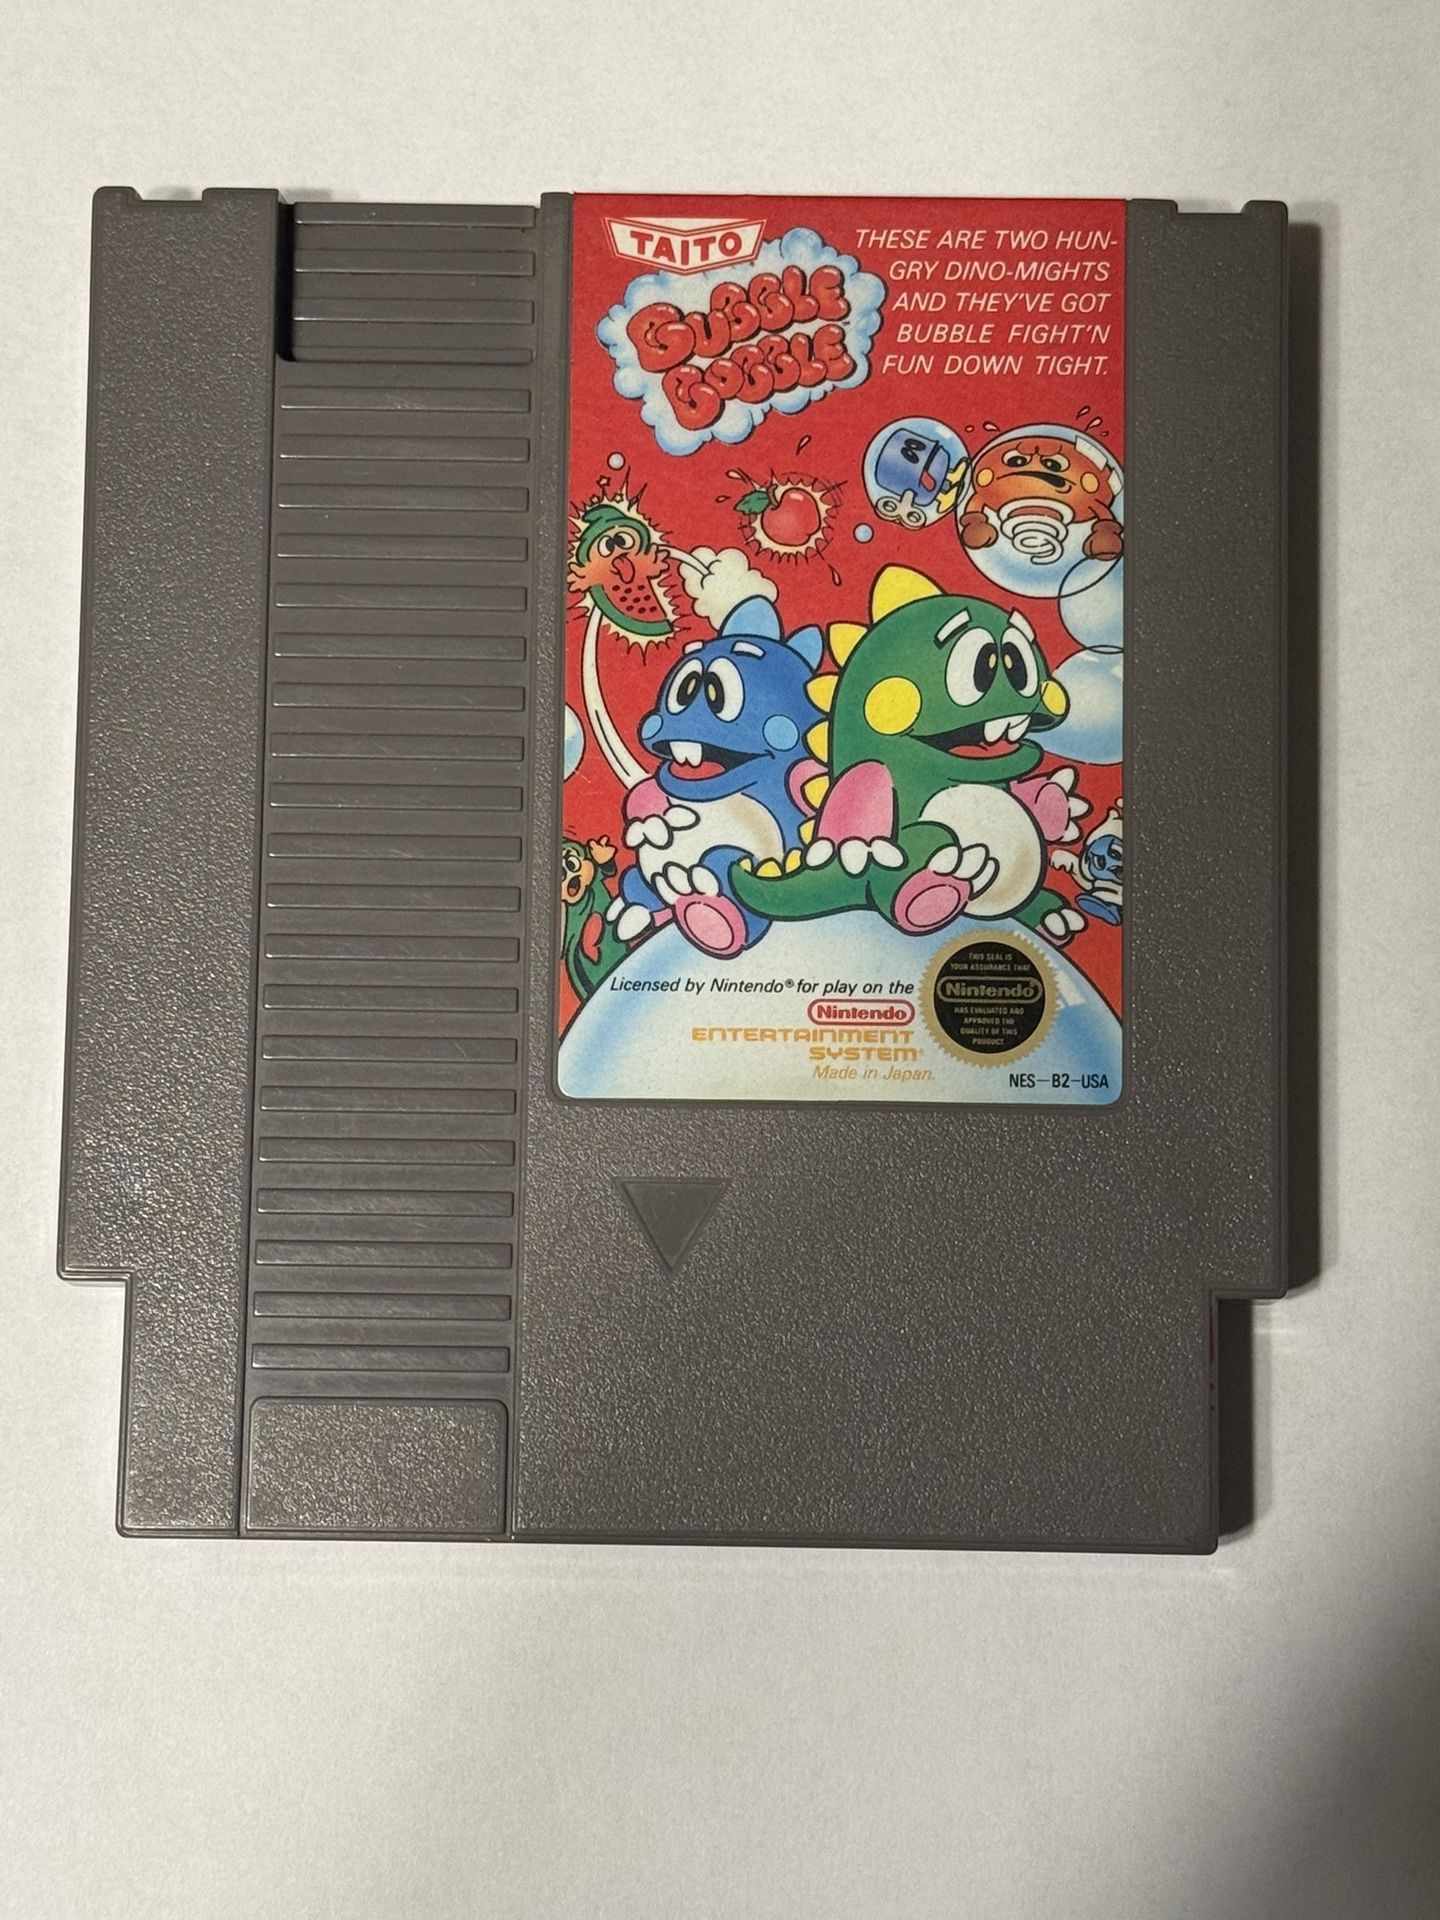 TAITO
BUBBLE
BOBBLE
THESE ARE TWO HUN-
GRY DINO-MIGHTS
AND THEY'VE GOT
BUBBLE FIGHT'N
FUN DOWN TIGHT.
Licensed by Nintendo® for play on the
Nintendo
ENTERTAINMENT
SYSTEM®
Made in Japan.
THIS SEAL IS
YOUR ASSURANCE THAT
Nintendo®
HAS EVALUATED AND
APPROVED THE
QUALITY OF THIS
PRODUCT.
NES-B2-USA